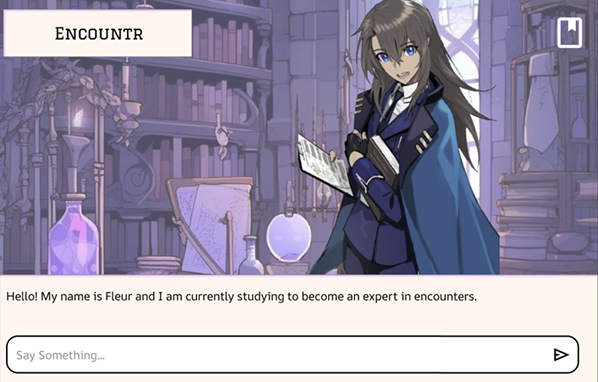 Encountr
Hello! My name is Fleur and I am currently studying to become an expert in encounters.
Say Something...